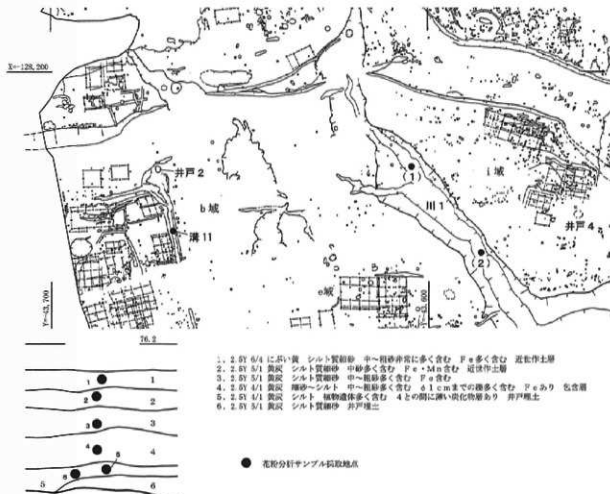 X=-128,200
井戸2
b域
溝11
(1)
川1
i域
井戸4
(2)
e域
Y=-43,700
-43,600
76.2
1 1
2 2
3 3
4 4
5 6
5 6
1. 2.5Y 6/4 にぶい黄 シルト質細砂 中~粗砂非常に多く含む Fe多く含む 近世作土層
2. 2.5Y 5/1 黄灰 シルト質細砂 中砂多く含む Fe・Mn含む 近世作土層
3. 2.5Y 5/1 黄灰 シルト質細砂 中~粗砂多く含む Fe含む
4. 2.5Y 4/1 黄灰 細砂~シルト 中~粗砂多く含む φ1cmまでの礫多く含む Feあり 包含層
5. 2.5Y 4/1 黄灰 シルト 植物遺体多く含む 4との間に薄い炭化物層あり 井戸埋土
6. 2.5Y 5/1 黄灰 シルト質細砂 井戸埋土
● 花粉分析サンプル採取地点